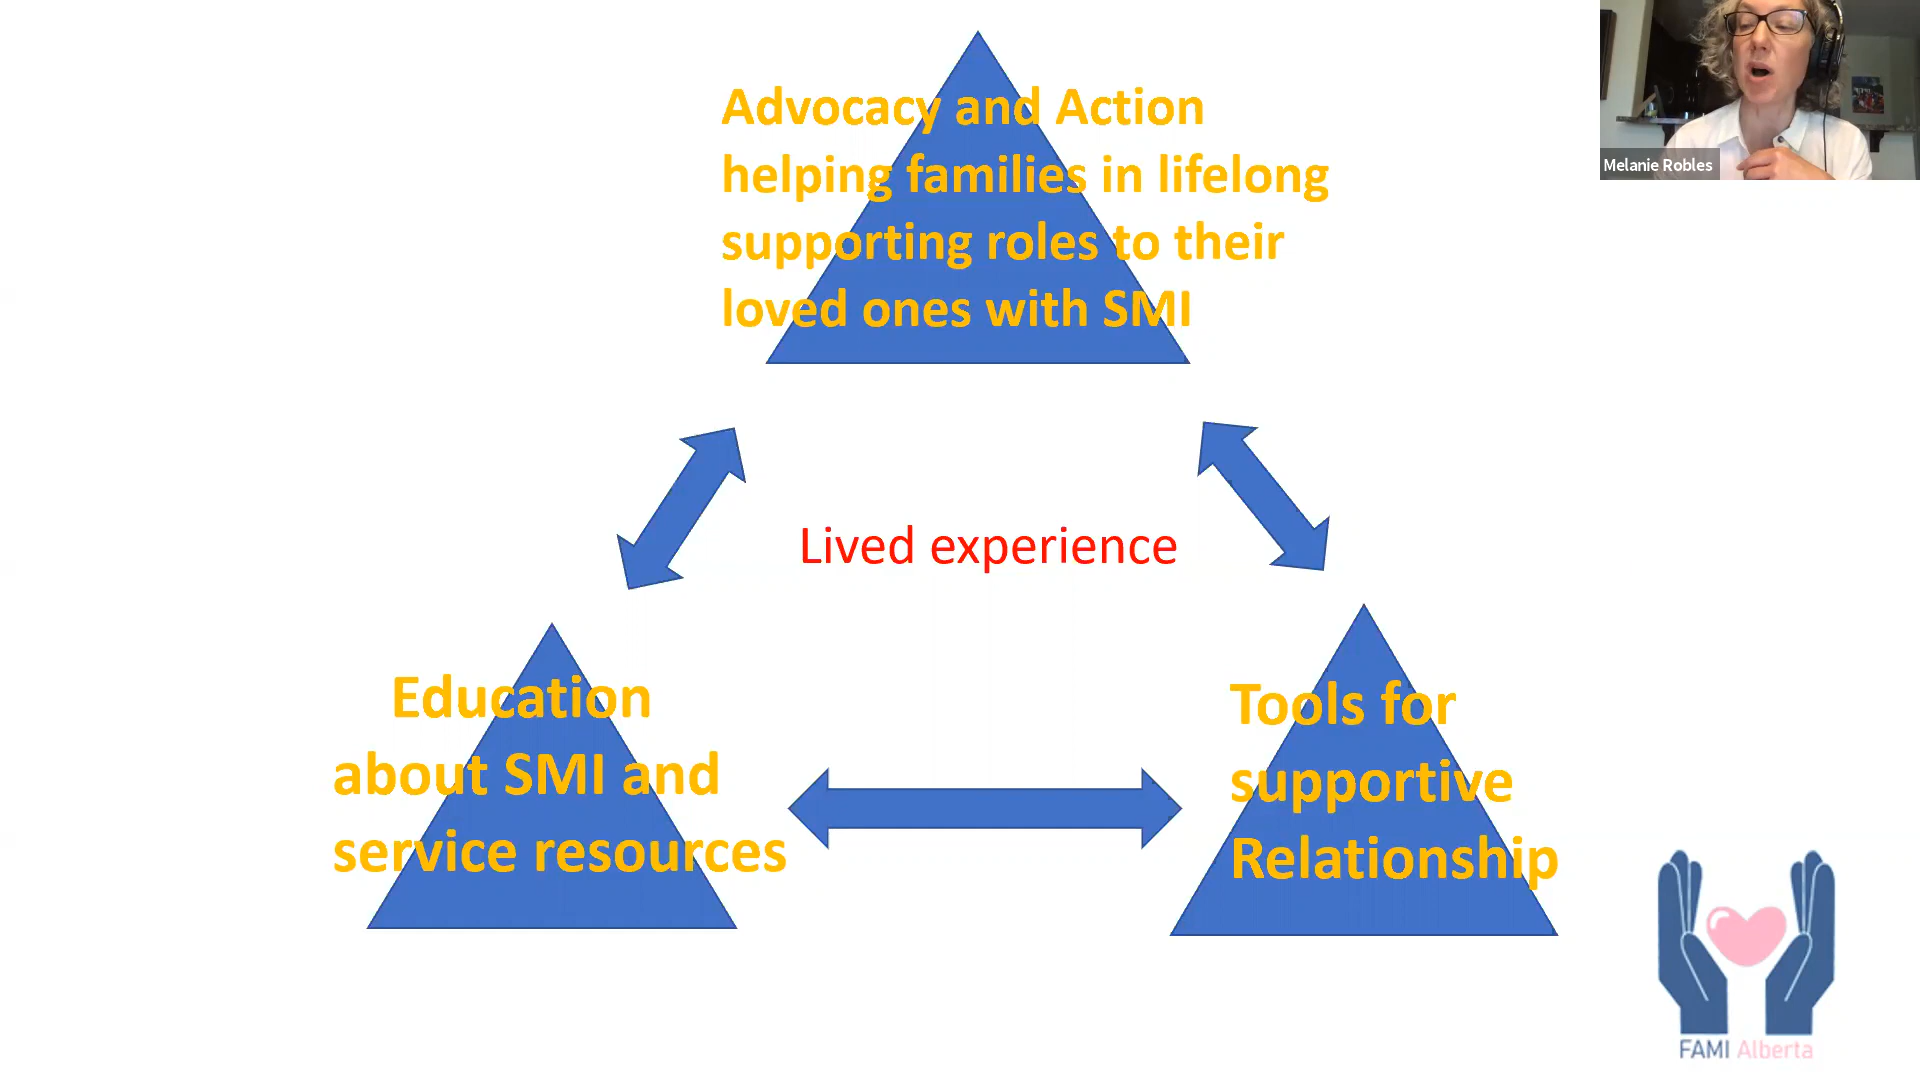 Advocacy and Action
helping families in lifelong
supporting roles to their
loved ones with SMI
Melanie Robles
Lived experience
Education
about SMI and
service resources
Tools for
supportive
Relationship
FAMI Alberta